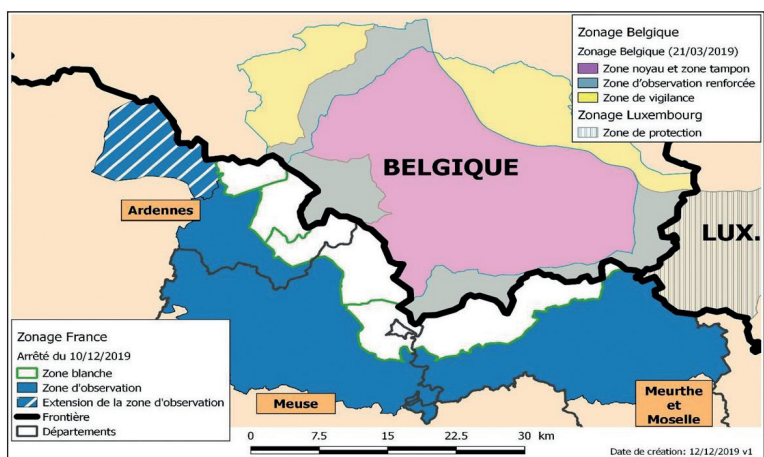 Zonage Belgique
Zonage Belgique (21/03/2019)
Zone noyau et zone tampon
Zone d'observation renforcée
Zone de vigilance
Zonage Luxembourg
Zone de protection
BELGIQUE
Ardennes
LUX.
Zonage France
Arrêté du 10/12/2019
Zone blanche
Zone d'observation
Extension de la zone d'observation
Frontière
Départements
Meuse
Meurthe
et
Moselle
0 7.5 15 22.5 30 km
Date de création: 12/12/2019 v1